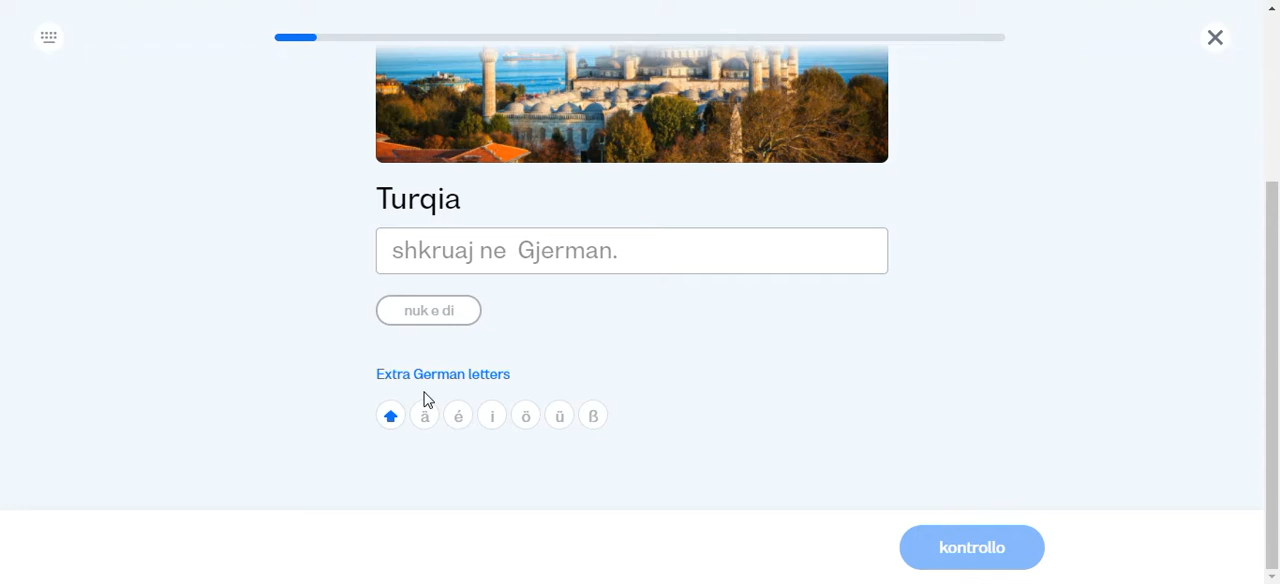 Turqia
shkruaj ne  Gjerman.
nuk e di
Extra German letters
ä é i ö ü ß
kontrollo